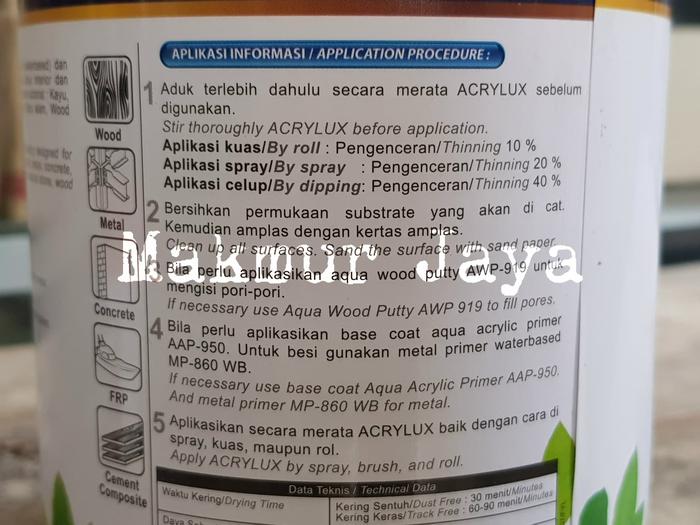 APLIKASI INFORMASI / APPLICATION PROCEDURE :
1 Aduk terlebih dahulu secara merata ACRYLUX sebelum
digunakan.
Stir thoroughly ACRYLUX before application.
Aplikasi kuas/By roll : Pengenceran/Thinning 10 %
Aplikasi spray/By spray : Pengenceran/Thinning 20 %
Aplikasi celup/By dipping: Pengenceran/Thinning 40 %
2 Bersihkan permukaan substrate yang akan di cat.
Kemudian amplas dengan kertas amplas.
Clean up all surfaces. Sand the surface with sand paper.
Makmur Jaya
3 Bila perlu aplikasikan aqua wood putty AWP-919 untuk
mengisi pori-pori.
If necessary use Aqua Wood Putty AWP 919 to fill pores.
4 Bila perlu aplikasikan base coat aqua acrylic primer
AAP-950. Untuk besi gunakan metal primer waterbased
MP-860 WB.
If necessary use base coat Aqua Acrylic Primer AAP-950.
And metal primer MP-860 WB for metal.
5 Aplikasikan secara merata ACRYLUX baik dengan cara di
spray, kuas, maupun rol.
Apply ACRYLUX by spray, brush, and roll.
Data Teknis / Technical Data
Waktu Kering/Drying Time
Kering Sentuh/Dust Free : 30 menit/Minutes
Kering Keras/Track Free : 60-90 menit/Minutes
Wood
Metal
Concrete
FRP
Cement
Composite
dan
interior dan
Kayu,
Wood
designed for
concrete,
wood